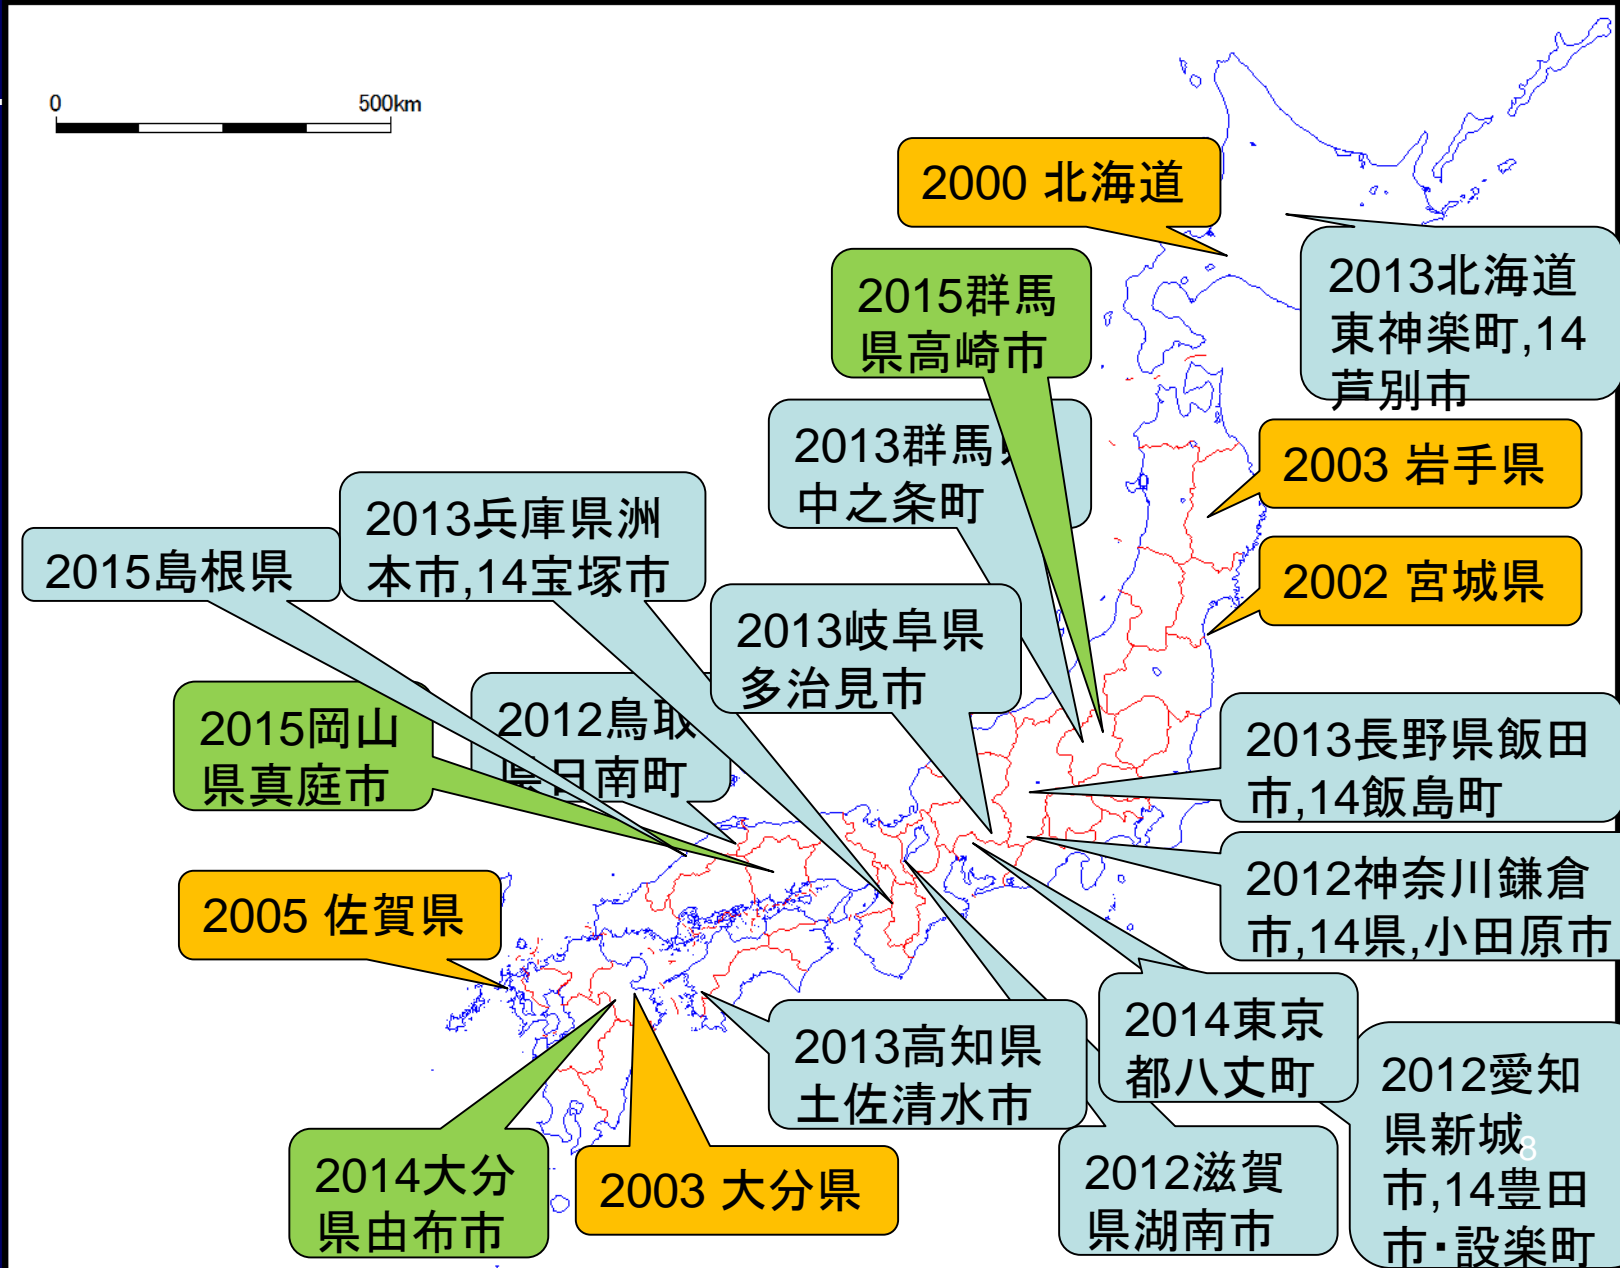 0
500km
2000 北海道
2013北海道
東神楽町,14
芦別市
2015群馬
県高崎市
2013群馬
中之条町
2003 岩手県
2013兵庫県洲
本市,14宝塚市
2015島根県
2002 宮城県
2013岐阜県
多治見市
2012鳥取
県日南町
2015岡山
県真庭市
2013長野県飯田
市,14飯島町
2012神奈川鎌倉
市,14県,小田原市
2005 佐賀県
2014東京
都八丈町
2013高知県
土佐清水市
2012愛知
県新城
市,14豊田
市・設楽町
8
2012滋賀
県湖南市
2014大分
県由布市
2003 大分県